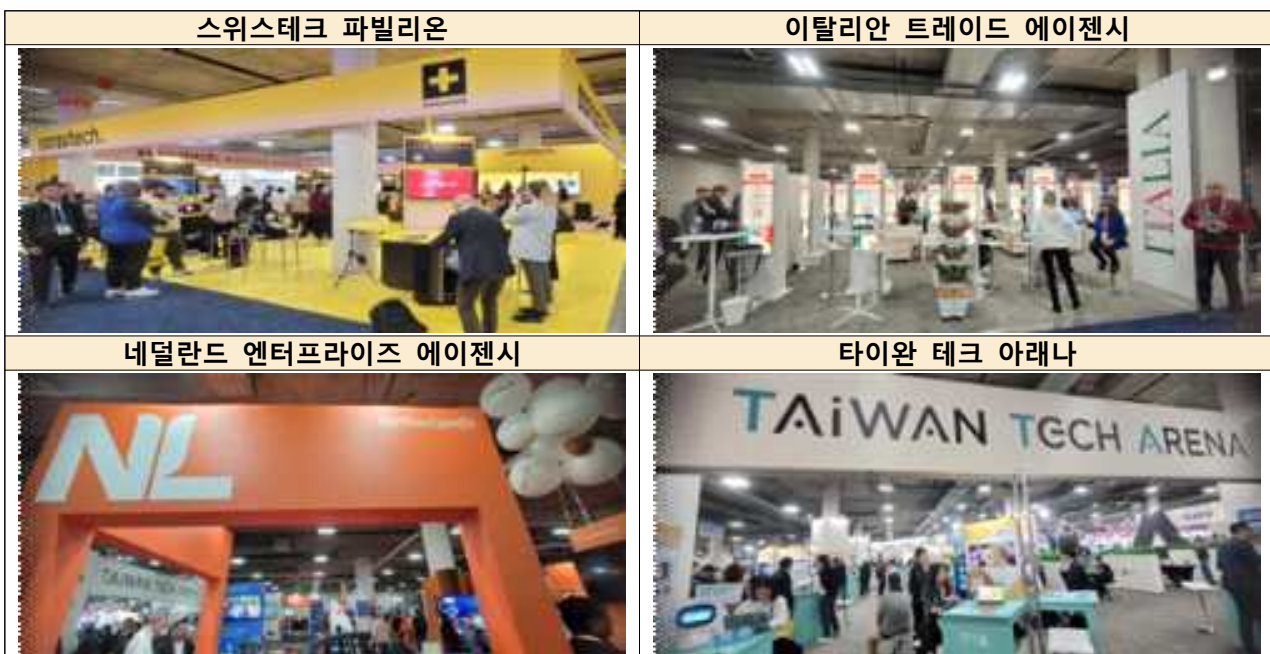 스위스테크 파빌리온
이탈리안 트레이드 에이젠시
ITALIA
네덜란드 엔터프라이즈 에이젠시
타이완 테크 아래나
NL
TAiWAN TECH ARENA
TAIWAN TECH